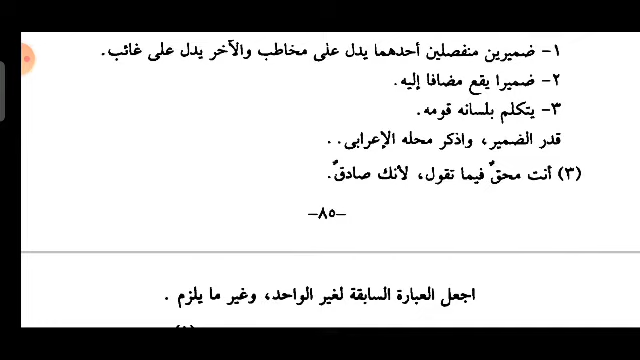 ١- ضميرين منفصلين أحدهما يدل على مخاطب والآخر يدل على غائب.
٢- ضميرا يقع مضافا إليه.
٣- يتكلم بلسانه قومه.
قدر الضمير، واذكر محله الإعرابى..
(٣) أنت محقٌ فيما تقول، لأنك صادقٌ.
–٨٥–
اجعل العبارة السابقة لغير الواحد، وغير ما يلزم .